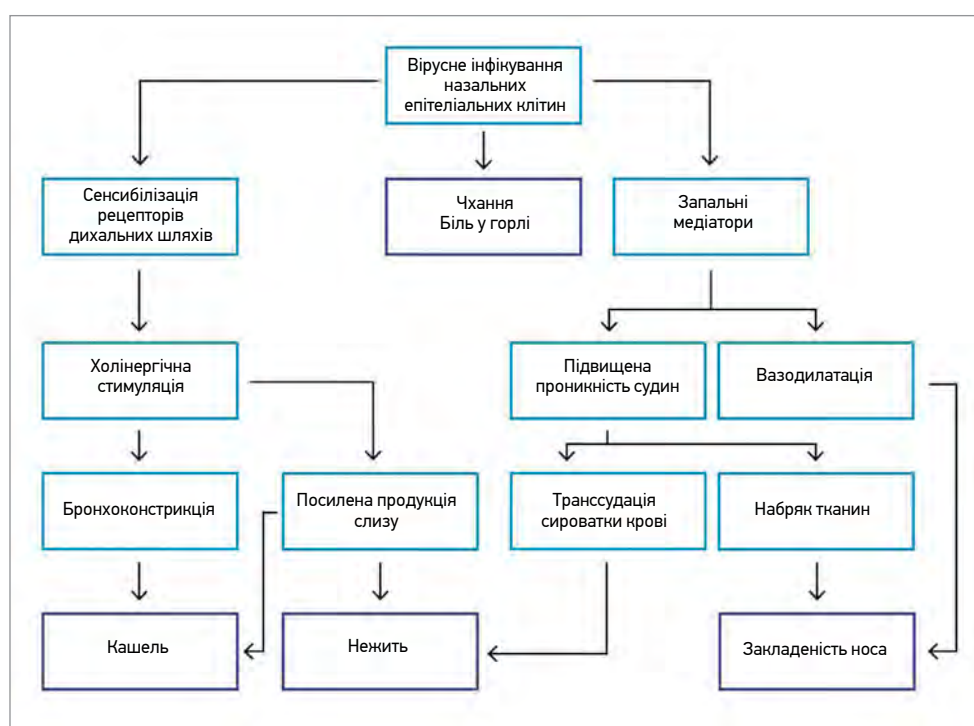 Вірусне інфікування
назальних
епітеліальних клітин
Сенсибілізація
рецепторів
дихальних шляхів
Чхання
Біль у горлі
Запальні
медіатори
Холінергічна
стимуляція
Підвищена
проникність судин
Вазодилатація
Бронхоконстрикція
Посилена продукція
слизу
Транссудація
сироватки крові
Набряк тканин
Кашель
Нежить
Закладеність носа